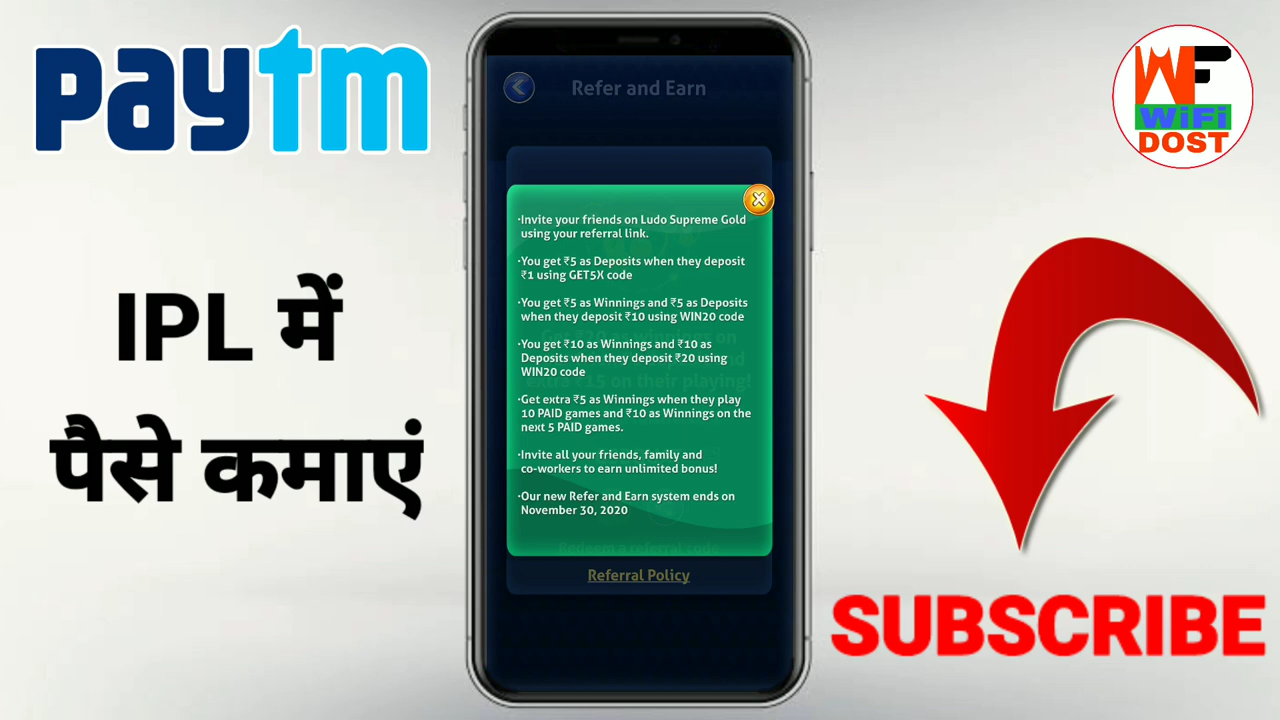 paytm
WF
WiFi
DOST
IPL में
पैसे कमाएं
Refer and Earn
·Invite your friends on Ludo Supreme Gold
using your referral link.
·You get ₹5 as Deposits when they deposit
₹1 using GET5X code
·You get ₹5 as Winnings and ₹5 as Deposits
when they deposit ₹10 using WIN20 code
·You get ₹10 as Winnings and ₹10 as
Deposits when they deposit ₹20 using
WIN20 code
·Get extra ₹5 as Winnings when they play
10 PAID games and ₹10 as Winnings on the
next 5 PAID games.
·Invite all your friends, family and
co-workers to earn unlimited bonus!
·Our new Refer and Earn system ends on
November 30, 2020
Redeem a referral code
Referral Policy
SUBSCRIBE